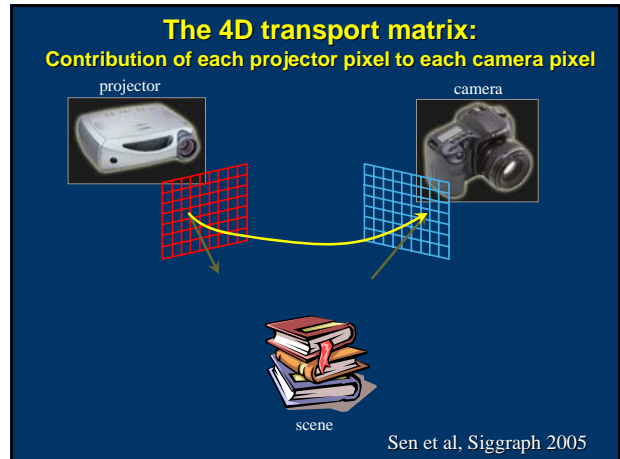 The 4D transport matrix:
Contribution of each projector pixel to each camera pixel
projector
camera
scene
Sen et al, Siggraph 2005